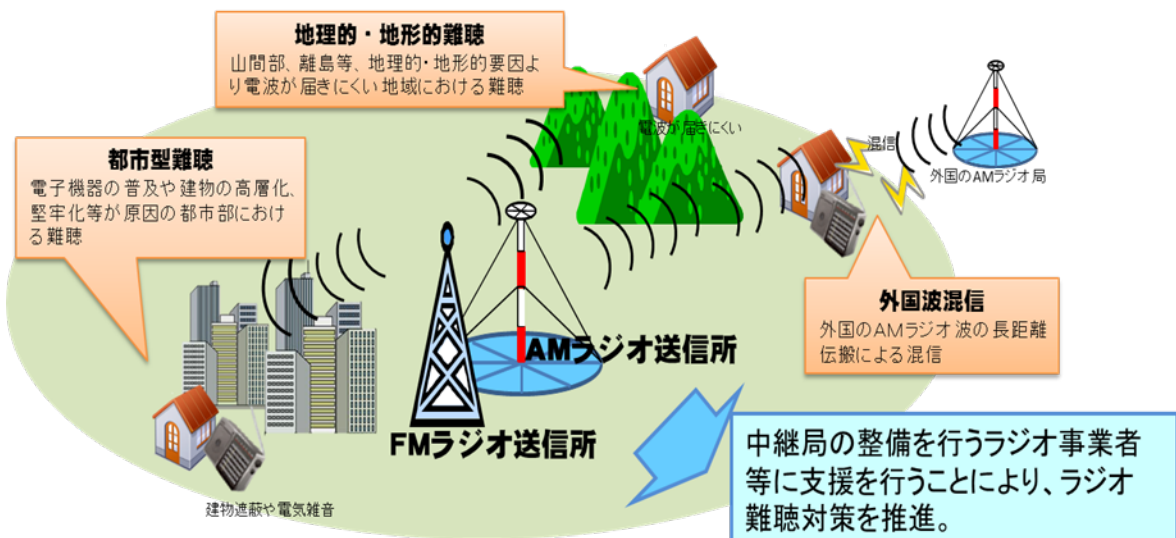 地理的・地形的難聴
山間部、離島等、地理的・地形的要因よ
り電波が届きにくい地域における難聴
電波が届きにくい
混信
外国のAMラジオ局
都市型難聴
電子機器の普及や建物の高層化、
堅牢化等が原因の都市部におけ
る難聴
外国波混信
外国のAMラジオ波の長距離
伝搬による混信
AMラジオ送信所
FMラジオ送信所
建物遮蔽や電気雑音
中継局の整備を行うラジオ事業者
等に支援を行うことにより、ラジオ
難聴対策を推進。